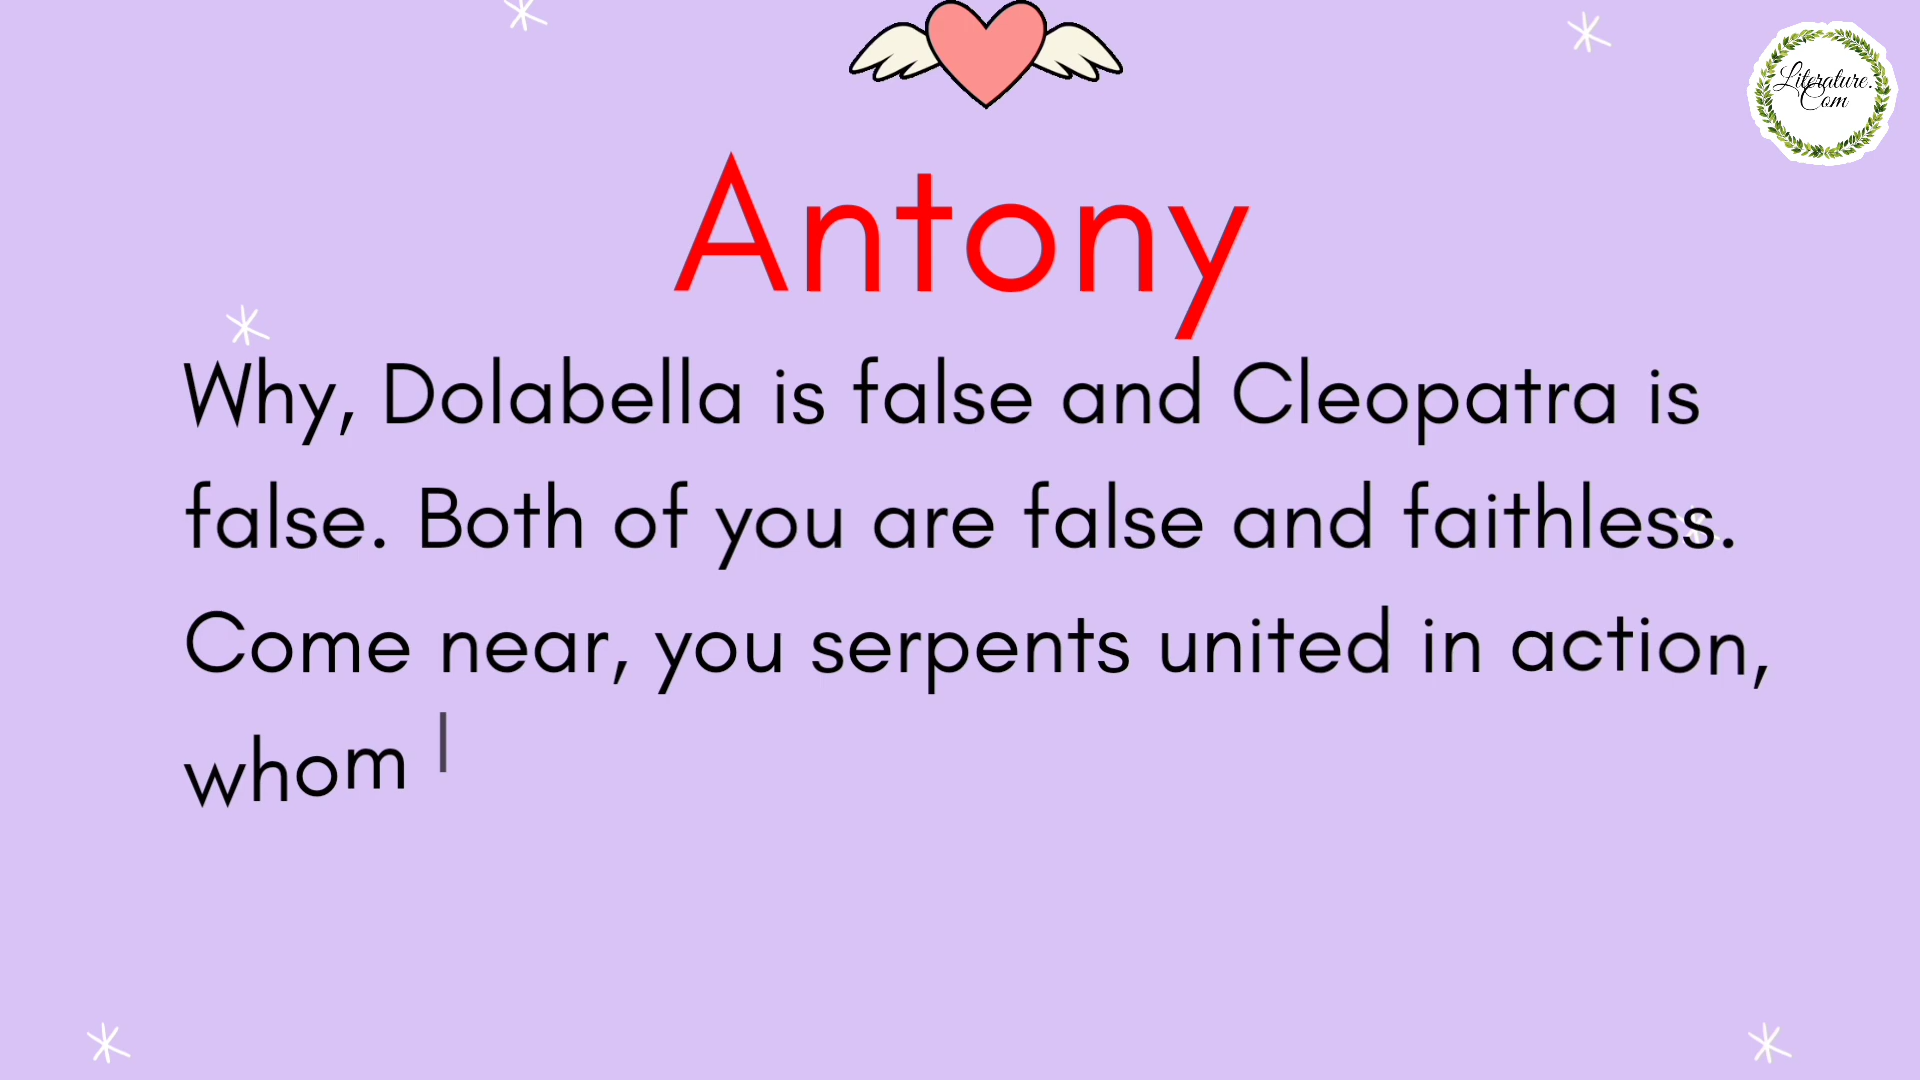 Literature.
Com
Antony
Why, Dolabella is false and Cleopatra is
false. Both of you are false and faithless.
Come near, you serpents united in action,
whom I